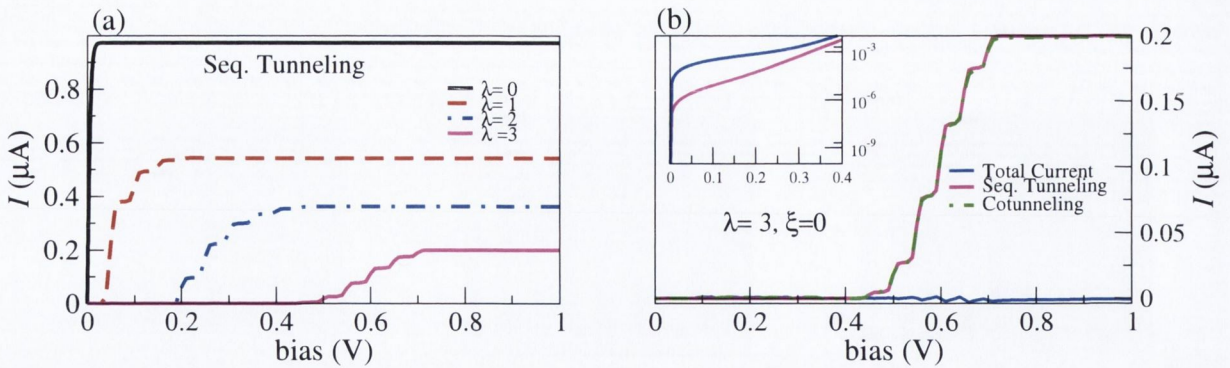 (a)
Seq. Tunneling
λ= 0
λ= 1
λ= 2
λ =3
0.8
0.6
0.4
0.2
0
I (µA)
0 0.2 0.4 0.6 0.8 1
bias (V)
(b)
10⁻³
10⁻⁶
10⁻⁹
0 0.1 0.2 0.3 0.4
λ= 3, ξ=0
Total Current
Seq. Tunneling
Cotunneling
0.2
0.15
0.1
0.05
0
I (µA)
0 0.2 0.4 0.6 0.8 1
bias (V)